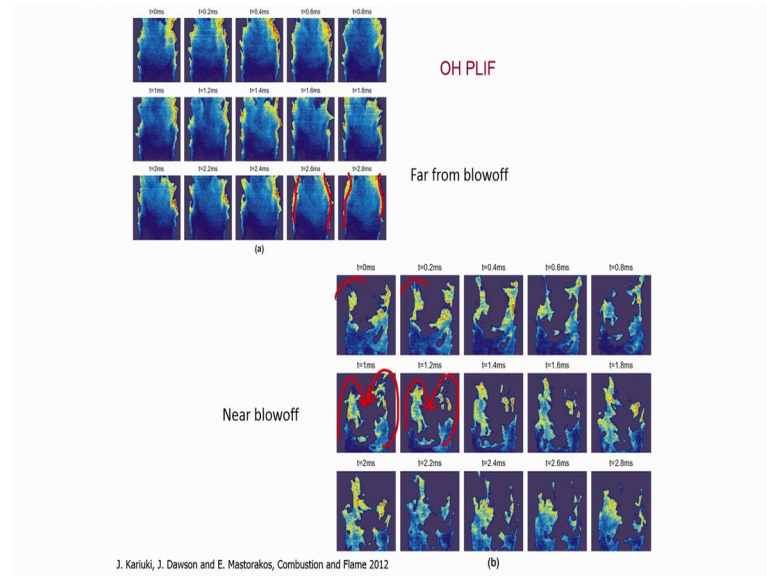 t=0ms t=0.2ms t=0.4ms t=0.6ms t=0.8ms
OH PLIF
t=1ms t=1.2ms t=1.4ms t=1.6ms t=1.8ms
t=2ms t=2.2ms t=2.4ms t=2.6ms t=2.8ms
Far from blowoff
(a)
t=0ms t=0.2ms t=0.4ms t=0.6ms t=0.8ms
t=1ms t=1.2ms t=1.4ms t=1.6ms t=1.8ms
Near blowoff
t=2ms t=2.2ms t=2.4ms t=2.6ms t=2.8ms
J. Kariuki, J. Dawson and E. Mastorakos, Combustion and Flame 2012
(b)